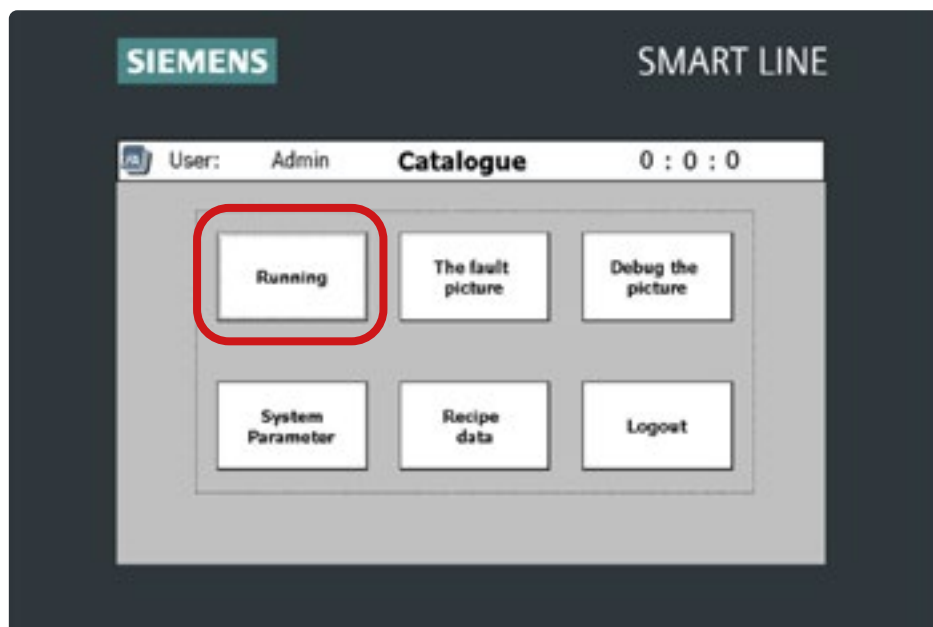 SIEMENS SMART LINE
User: Admin Catalogue 0 : 0 : 0
Running
The fault
picture
Debug the
picture
System
Parameter
Recipe
data
Logout